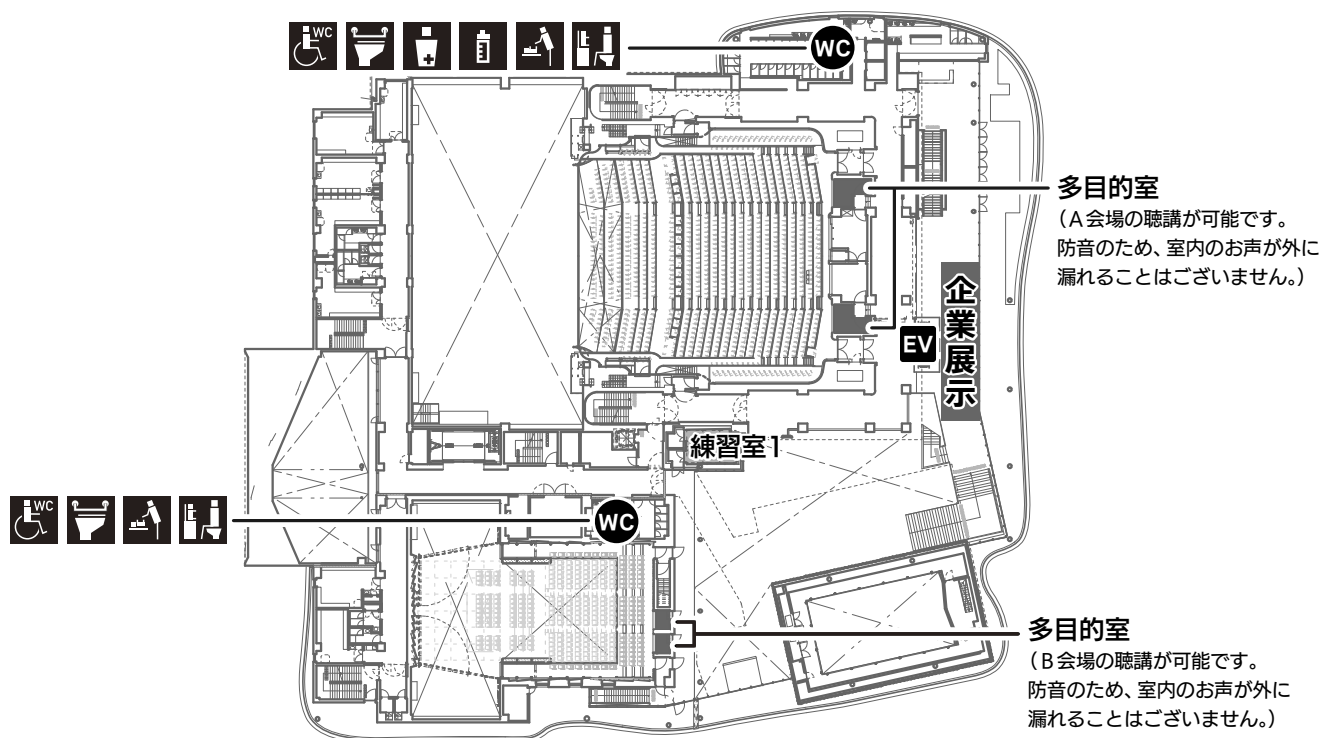 WC
WC
多目的室
（A会場の聴講が可能です。
防音のため、室内のお声が外に
漏れることはございません。）
企業展示
EV
練習室1
WC
WC
多目的室
（B会場の聴講が可能です。
防音のため、室内のお声が外に
漏れることはございません。）